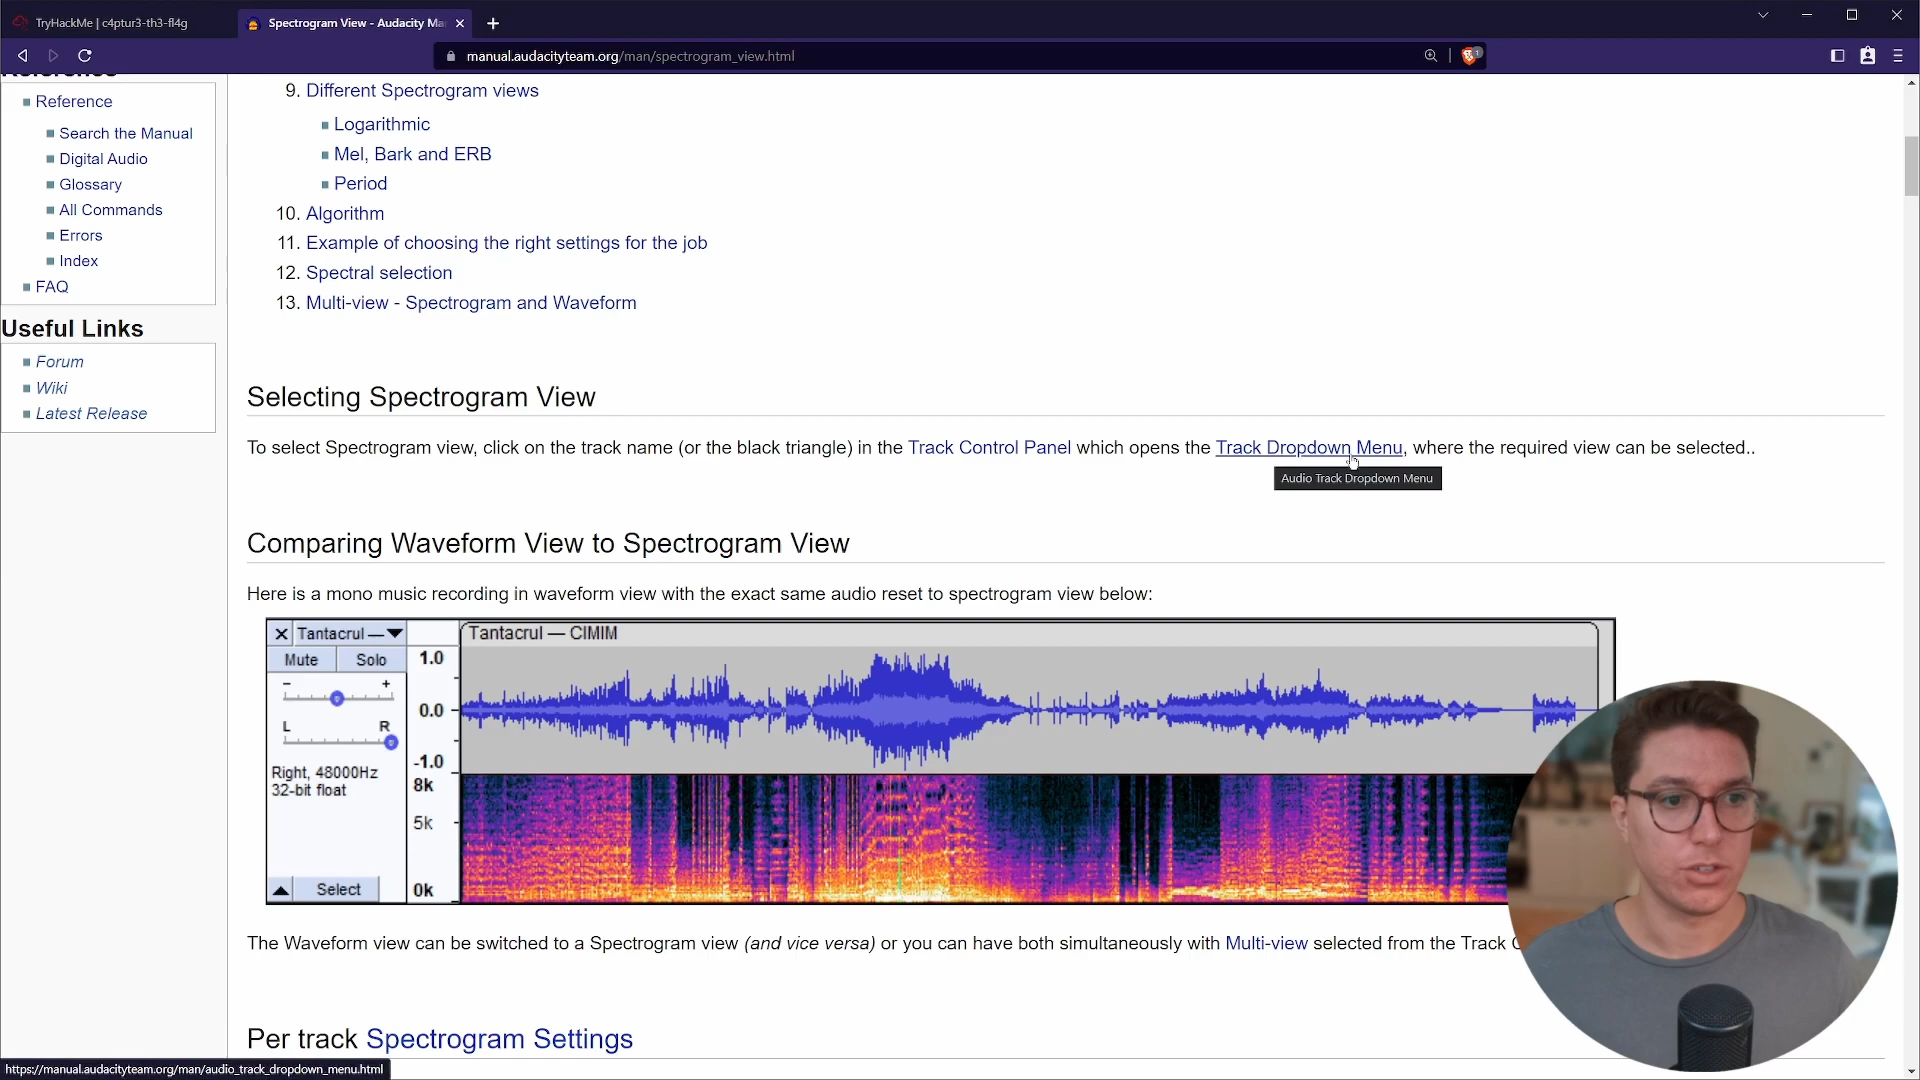 TryHackMe | c4ptur3-th3-fl4g
Spectrogram View - Audacity Ma
manual.audacityteam.org/man/spectrogram_view.html
1
Reference
Reference
Search the Manual
Digital Audio
Glossary
All Commands
Errors
Index
FAQ
Useful Links
Forum
Wiki
Latest Release
9. Different Spectrogram views
Logarithmic
Mel, Bark and ERB
Period
10. Algorithm
11. Example of choosing the right settings for the job
12. Spectral selection
13. Multi-view - Spectrogram and Waveform
Selecting Spectrogram View
To select Spectrogram view, click on the track name (or the black triangle) in the Track Control Panel which opens the Track Dropdown Menu, where the required view can be selected..
Audio Track Dropdown Menu
Comparing Waveform View to Spectrogram View
Here is a mono music recording in waveform view with the exact same audio reset to spectrogram view below:
Tantacrul —
Mute Solo
- +
L R
Right, 48000Hz
32-bit float
Select
1.0
0.0
-1.0
8k
5k
0k
Tantacrul — CIMIM
The Waveform view can be switched to a Spectrogram view (and vice versa) or you can have both simultaneously with Multi-view selected from the Track
Per track Spectrogram Settings
https://manual.audacityteam.org/man/audio_track_dropdown_menu.html